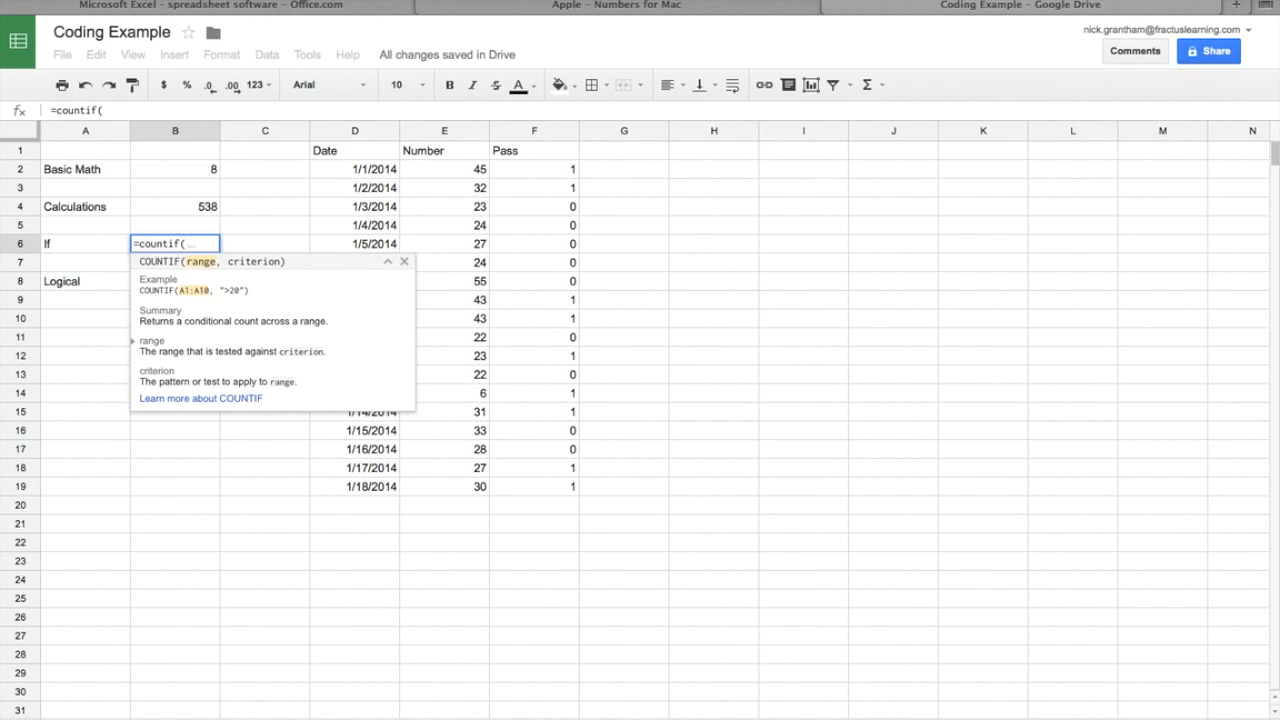 Microsoft Excel - spreadsheet software - Office.com Apple - Numbers for Mac Coding Example - Google Drive +
Coding Example
nick.grantham@fractuslearning.com
File Edit View Insert Format Data Tools Help All changes saved in Drive
Comments Share
$ % .0 .00 123 Arial 10 B I S A Σ
fx =countif(
A B C D E F G H I J K L M N
1 Date Number Pass
2 Basic Math 8 1/1/2014 45 1
3 1/2/2014 32 1
4 Calculations 538 1/3/2014 23 0
5 1/4/2014 24 0
6 If =countif( 1/5/2014 27 0
7 COUNTIF(range, criterion) 24 0
8 Logical Example 55 0
COUNTIF(A1:A10, ">20")
9 Summary 43 1
10 Returns a conditional count across a range. 43 1
11 range 22 0
12 The range that is tested against criterion. 23 1
13 criterion 22 0
The pattern or test to apply to range.
14 Learn more about COUNTIF 6 1
15 1/14/2014 31 1
16 1/15/2014 33 0
17 1/16/2014 28 0
18 1/17/2014 27 1
19 1/18/2014 30 1
20
21
22
23
24
25
26
27
28
29
30
31